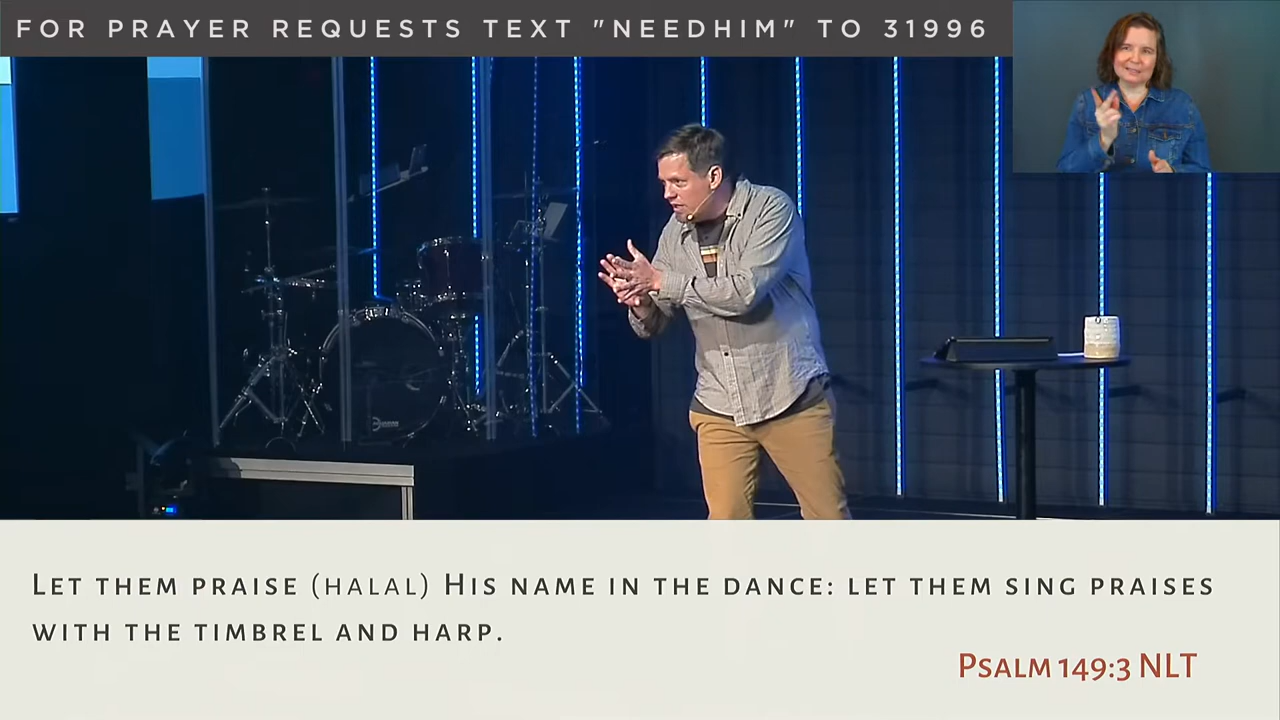 FOR PRAYER REQUESTS TEXT "NEEDHIM" TO 31996
LET THEM PRAISE (HALAL) HIS NAME IN THE DANCE: LET THEM SING PRAISES
WITH THE TIMBREL AND HARP.
PSALM 149:3 NLT